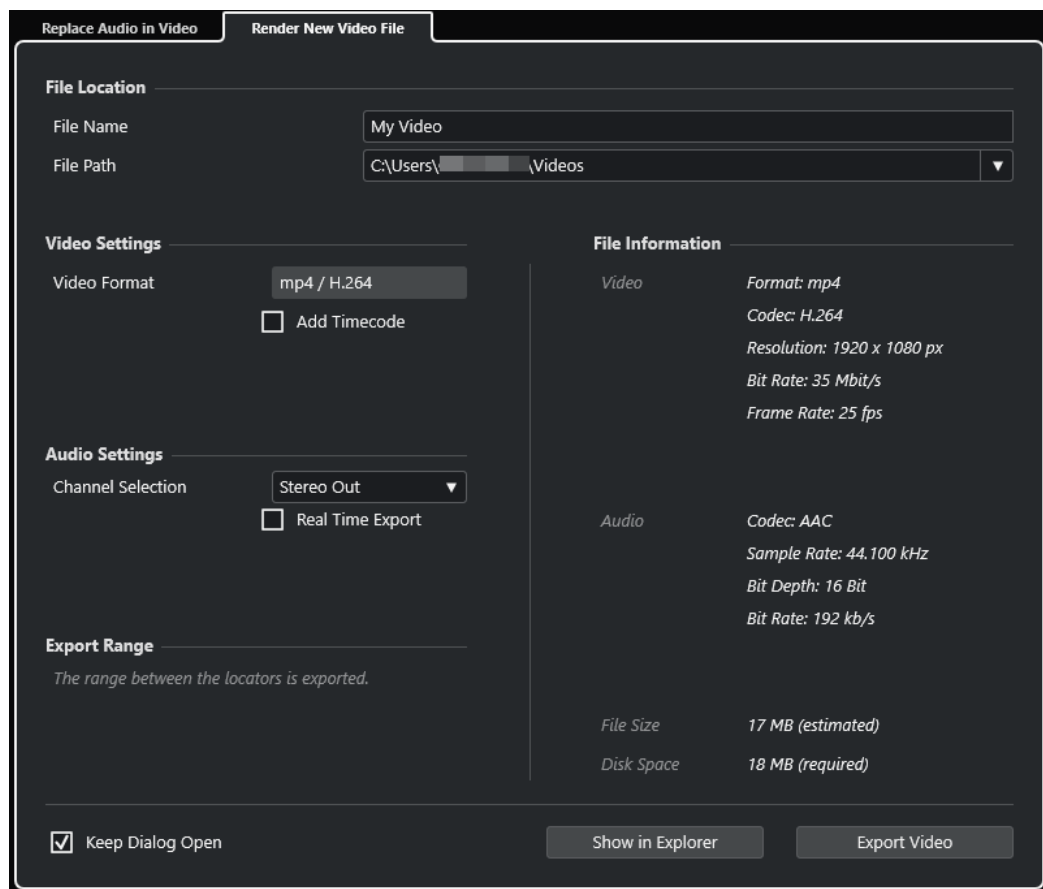 Replace Audio in Video
Render New Video File
File Location
File Name
My Video
File Path
C:\Users\ \Videos
Video Settings
Video Format
mp4 / H.264
Add Timecode
Audio Settings
Channel Selection
Stereo Out
Real Time Export
Export Range
The range between the locators is exported.
File Information
Video
Format: mp4
Codec: H.264
Resolution: 1920 x 1080 px
Bit Rate: 35 Mbit/s
Frame Rate: 25 fps
Audio
Codec: AAC
Sample Rate: 44.100 kHz
Bit Depth: 16 Bit
Bit Rate: 192 kb/s
File Size
17 MB (estimated)
Disk Space
18 MB (required)
Keep Dialog Open
Show in Explorer
Export Video